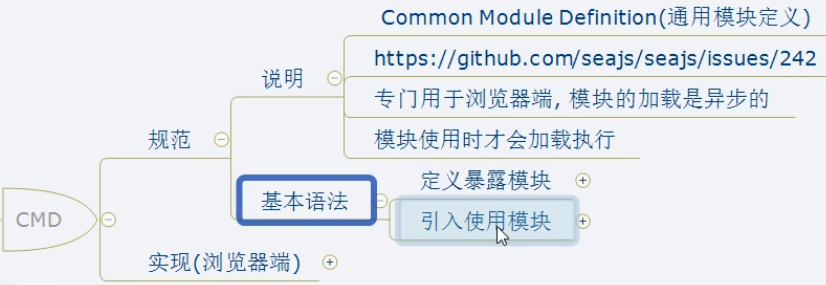 Common Module Definition(通用模块定义)
https://github.com/seajs/seajs/issues/242
说明
专门用于浏览器端, 模块的加载是异步的
规范
模块使用时才会加载执行
定义暴露模块
基本语法
CMD
引入使用模块
实现(浏览器端)